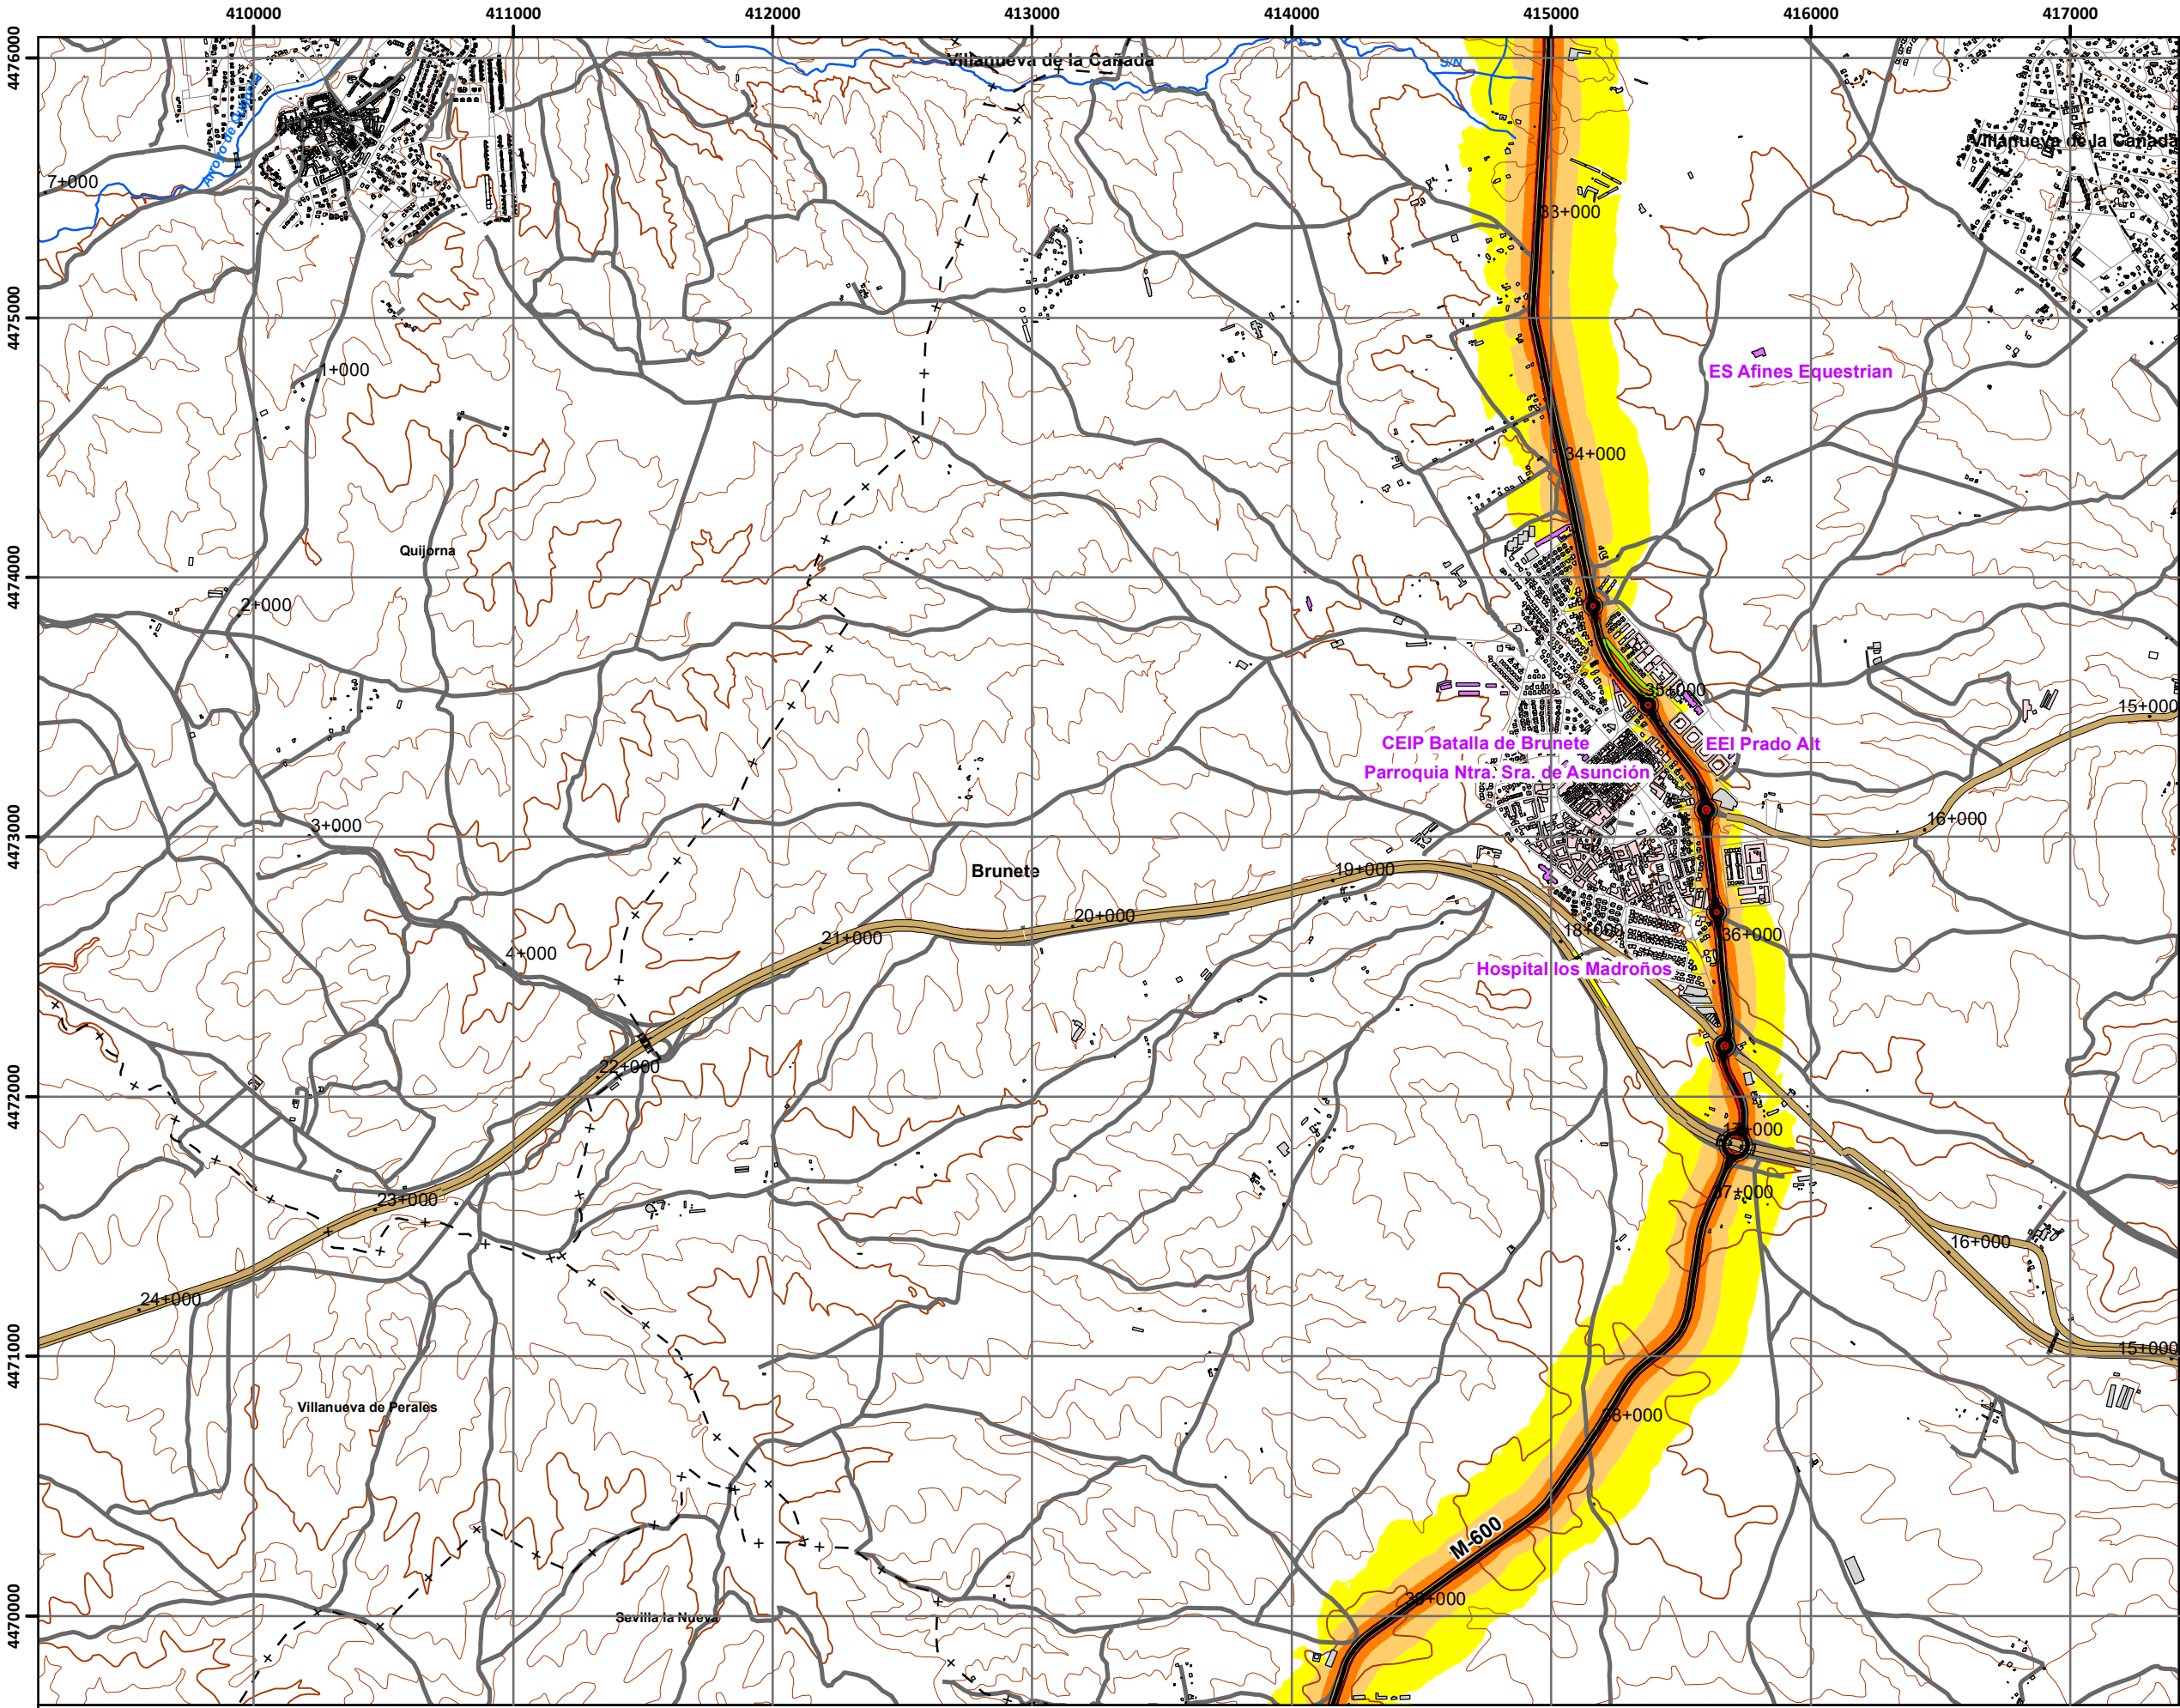 410000 411000 412000 413000 414000 415000 416000 417000
4476000
Villanueva de la Cañada
S/N
Villanueva de la Cañada
7+000
33+000
4475000
1+000
ES Afines Equestrian
34+000
Quijorna
4474000
2+000
35+000
15+000
CEIP Batalla de Brunete
EEI Prado Alt
Parroquia Ntra. Sra. de Asunción
3+000
16+000
4473000
Brunete
19+000
20+000
18+000
21+000
36+000
4+000
Hospital los Madroños
22+000
4472000
17+000
37+000
23+000
16+000
24+000
15+000
4471000
Villanueva de Perales
38+000
M-600
39+000
4470000
Sevilla la Nueva